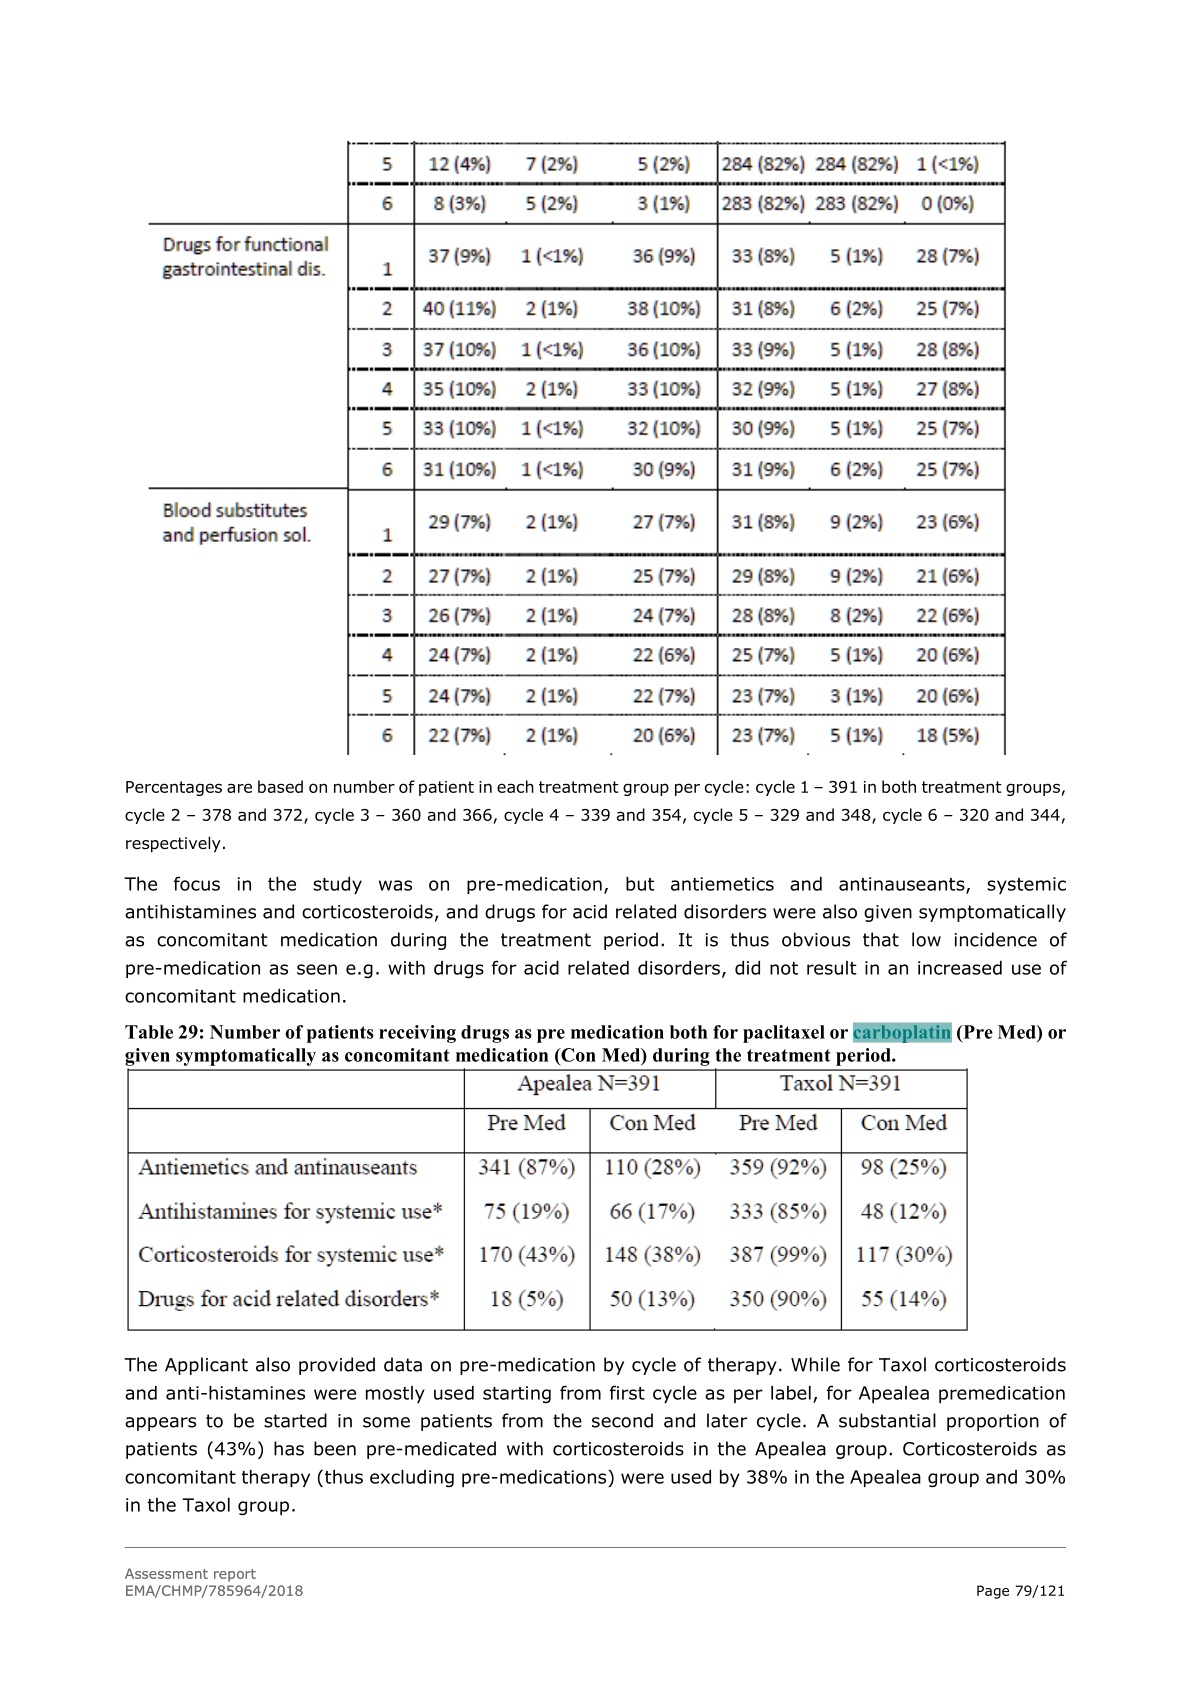 5 12 (4%) 7 (2%) 5 (2%) 284 (82%) 284 (82%) 1 (<1%)
6 8 (3%) 5 (2%) 3 (1%) 283 (82%) 283 (82%) 0 (0%)
Drugs for functional
gastrointestinal dis. 1 37 (9%) 1 (<1%) 36 (9%) 33 (8%) 5 (1%) 28 (7%)
2 40 (11%) 2 (1%) 38 (10%) 31 (8%) 6 (2%) 25 (7%)
3 37 (10%) 1 (<1%) 36 (10%) 33 (9%) 5 (1%) 28 (8%)
4 35 (10%) 2 (1%) 33 (10%) 32 (9%) 5 (1%) 27 (8%)
5 33 (10%) 1 (<1%) 32 (10%) 30 (9%) 5 (1%) 25 (7%)
6 31 (10%) 1 (<1%) 30 (9%) 31 (9%) 6 (2%) 25 (7%)
Blood substitutes
and perfusion sol. 1 29 (7%) 2 (1%) 27 (7%) 31 (8%) 9 (2%) 23 (6%)
2 27 (7%) 2 (1%) 25 (7%) 29 (8%) 9 (2%) 21 (6%)
3 26 (7%) 2 (1%) 24 (7%) 28 (8%) 8 (2%) 22 (6%)
4 24 (7%) 2 (1%) 22 (6%) 25 (7%) 5 (1%) 20 (6%)
5 24 (7%) 2 (1%) 22 (7%) 23 (7%) 3 (1%) 20 (6%)
6 22 (7%) 2 (1%) 20 (6%) 23 (7%) 5 (1%) 18 (5%)
Percentages are based on number of patient in each treatment group per cycle: cycle 1 – 391 in both treatment groups,
cycle 2 – 378 and 372, cycle 3 – 360 and 366, cycle 4 – 339 and 354, cycle 5 – 329 and 348, cycle 6 – 320 and 344,
respectively.
The focus in the study was on pre-medication, but antiemetics and antinauseants, systemic
antihistamines and corticosteroids, and drugs for acid related disorders were also given symptomatically
as concomitant medication during the treatment period. It is thus obvious that low incidence of
pre-medication as seen e.g. with drugs for acid related disorders, did not result in an increased use of
concomitant medication.
Table 29: Number of patients receiving drugs as pre medication both for paclitaxel or carboplatin (Pre Med) or
given symptomatically as concomitant medication (Con Med) during the treatment period.
Apealea N=391 Taxol N=391
Pre Med Con Med Pre Med Con Med
Antiemetics and antinauseants 341 (87%) 110 (28%) 359 (92%) 98 (25%)
Antihistamines for systemic use* 75 (19%) 66 (17%) 333 (85%) 48 (12%)
Corticosteroids for systemic use* 170 (43%) 148 (38%) 387 (99%) 117 (30%)
Drugs for acid related disorders* 18 (5%) 50 (13%) 350 (90%) 55 (14%)
The Applicant also provided data on pre-medication by cycle of therapy. While for Taxol corticosteroids
and anti-histamines were mostly used starting from first cycle as per label, for Apealea premedication
appears to be started in some patients from the second and later cycle. A substantial proportion of
patients (43%) has been pre-medicated with corticosteroids in the Apealea group. Corticosteroids as
concomitant therapy (thus excluding pre-medications) were used by 38% in the Apealea group and 30%
in the Taxol group.
Assessment report
EMA/CHMP/785964/2018 Page 79/121